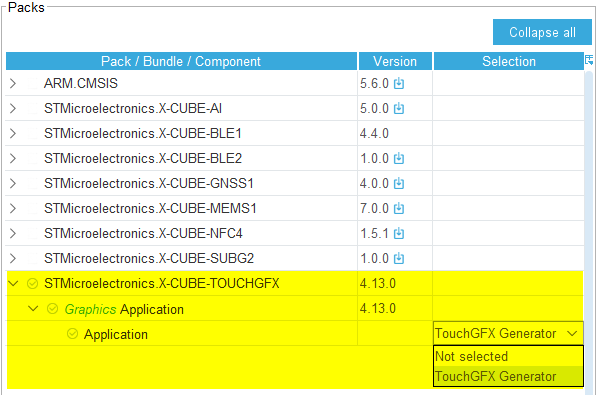 Packs
Collapse all
Pack / Bundle / Component Version Selection
ARM.CMSIS 5.6.0
STMicroelectronics.X-CUBE-AI 5.0.0
STMicroelectronics.X-CUBE-BLE1 4.4.0
STMicroelectronics.X-CUBE-BLE2 1.0.0
STMicroelectronics.X-CUBE-GNSS1 4.0.0
STMicroelectronics.X-CUBE-MEMS1 7.0.0
STMicroelectronics.X-CUBE-NFC4 1.5.1
STMicroelectronics.X-CUBE-SUBG2 1.0.0
STMicroelectronics.X-CUBE-TOUCHGFX 4.13.0
Graphics Application 4.13.0
Application TouchGFX Generator
Not selected
TouchGFX Generator